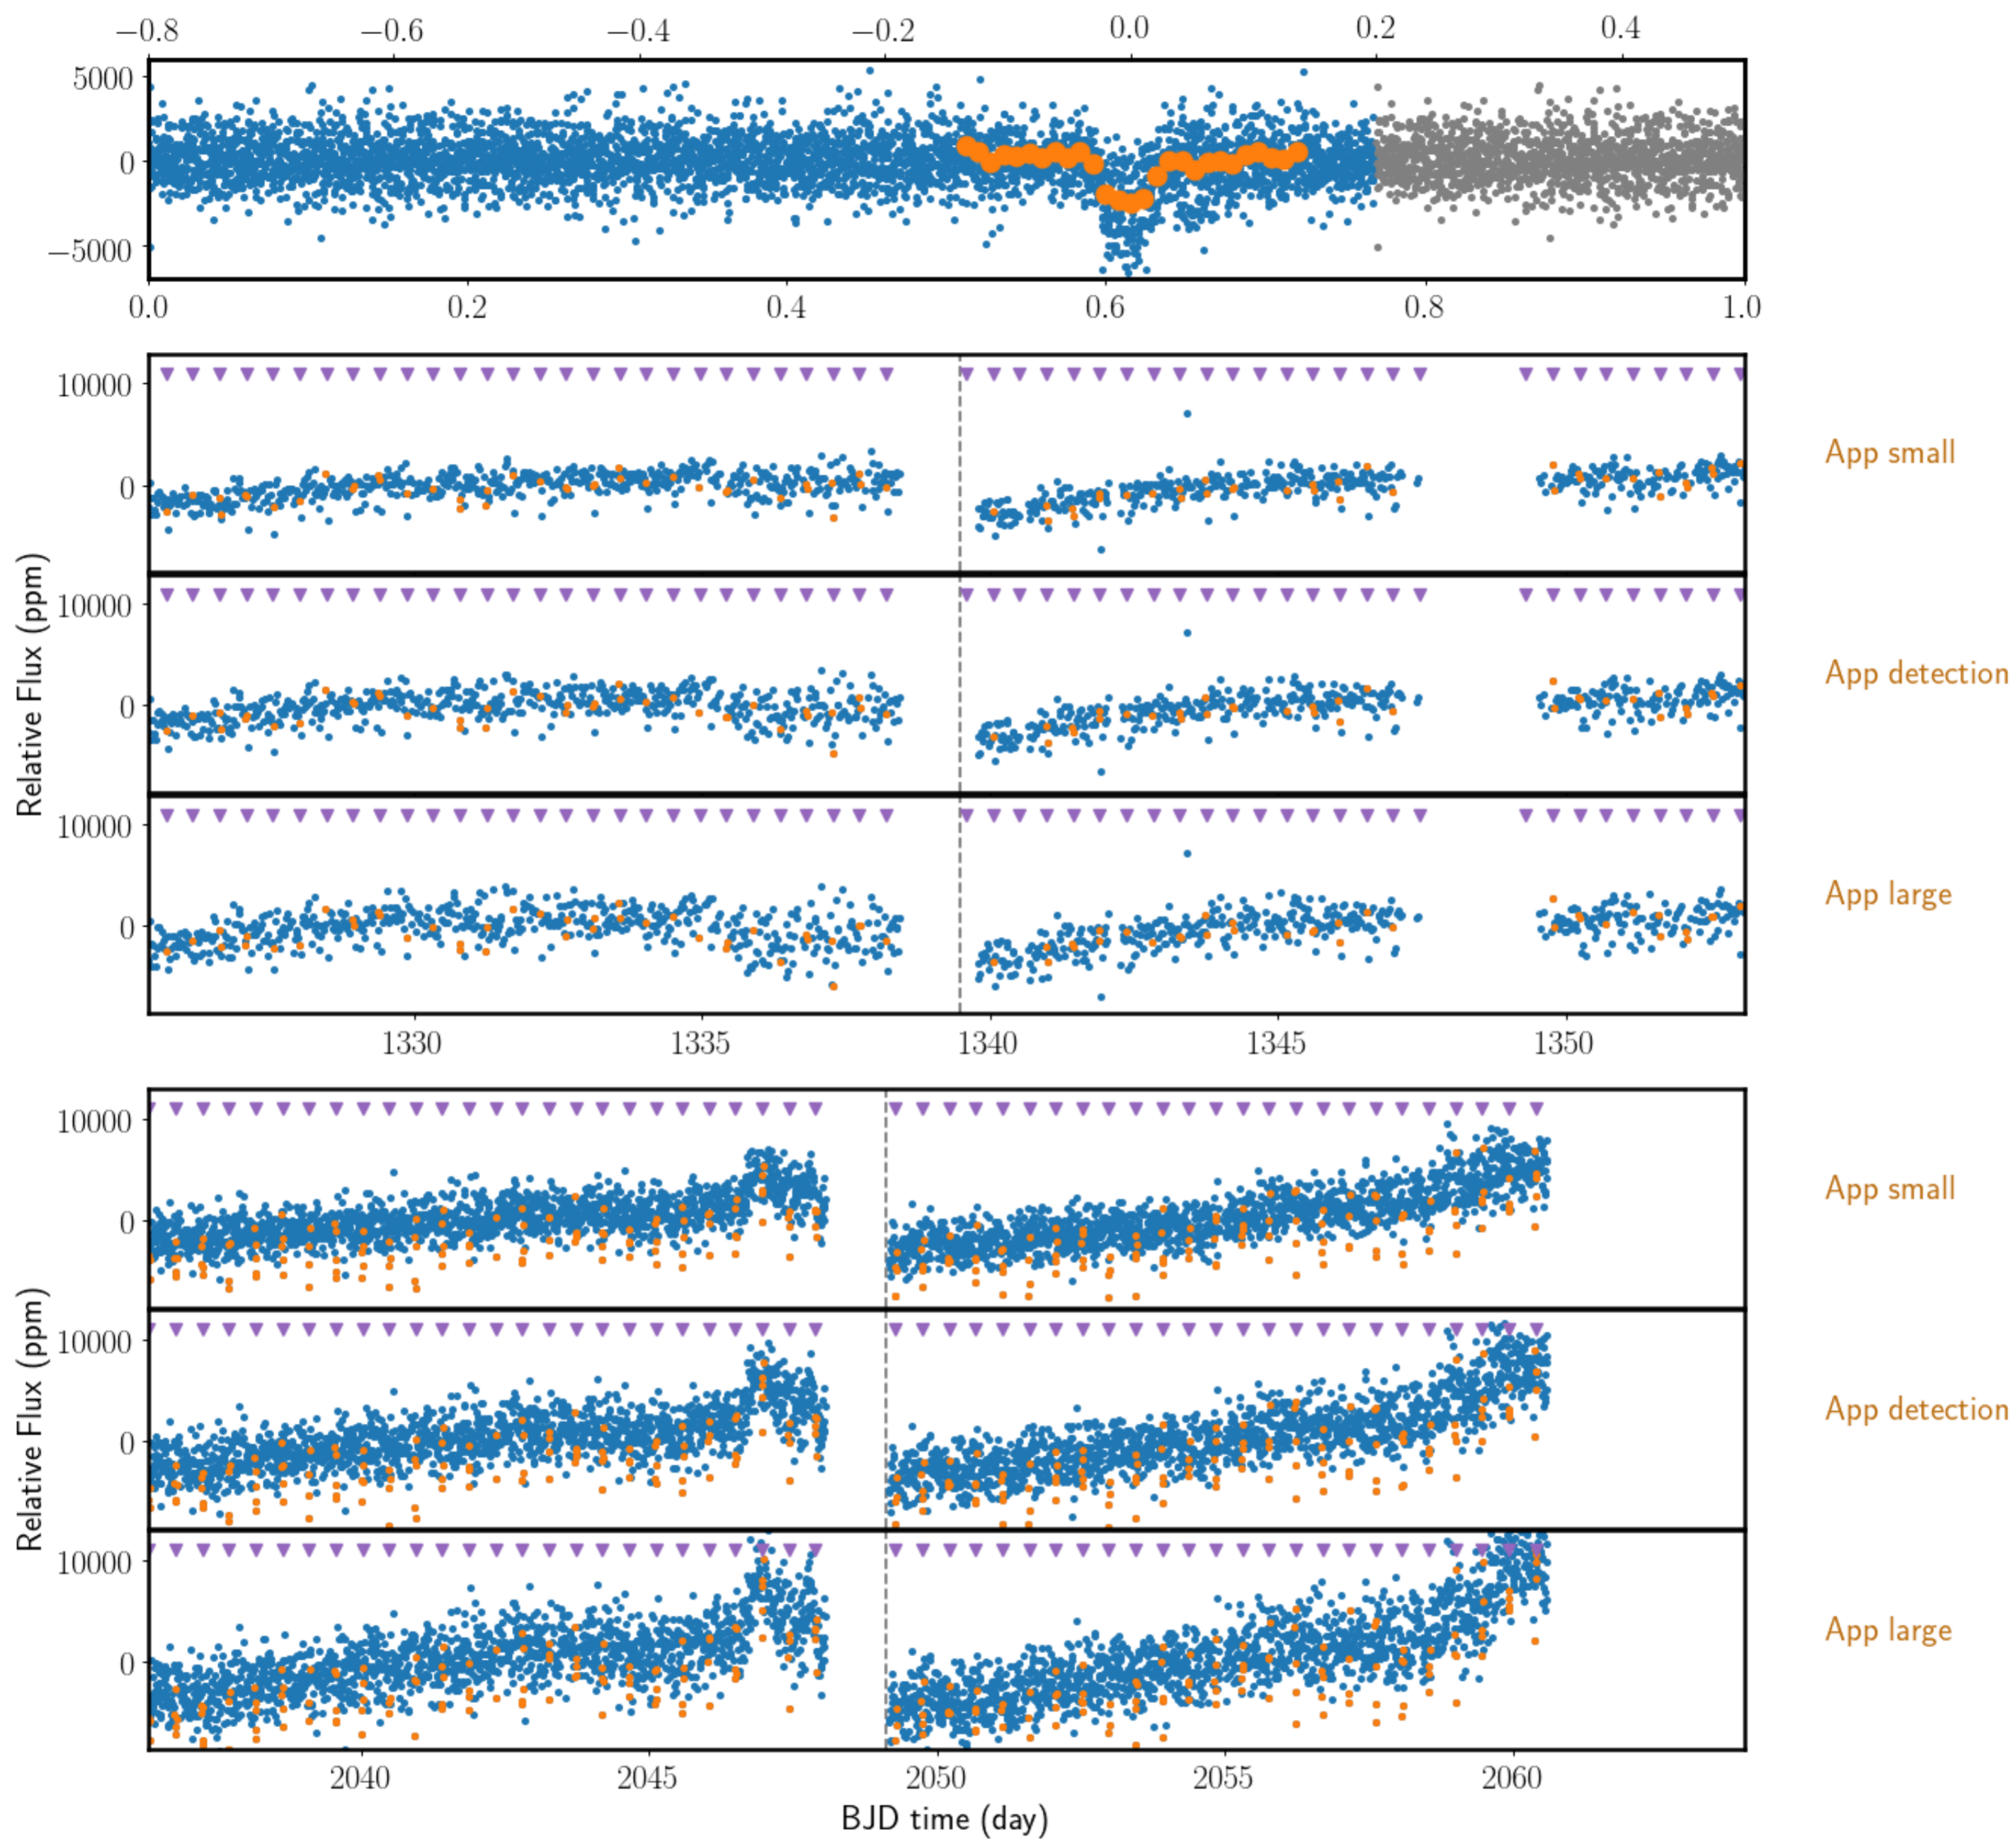 −0.8 −0.6 −0.4 −0.2 0.0 0.2 0.4
5000
0
−5000
0.0 0.2 0.4 0.6 0.8 1.0
Relative Flux (ppm)
10000
0
App small
10000
0
App detection
10000
0
App large
1330 1335 1340 1345 1350
Relative Flux (ppm)
10000
0
App small
10000
0
App detection
10000
0
App large
2040 2045 2050 2055 2060
BJD time (day)